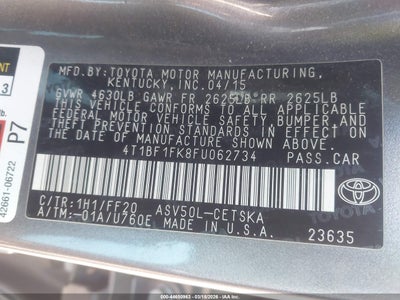 MFD. BY: TOYOTA MOTOR MANUFACTURING,
KENTUCKY, INC. 04/15
GVWR 4630LB GAWR FR 2625LB RR 2625LB
THIS VEHICLE CONFORMS TO ALL APPLICABLE
FEDERAL MOTOR VEHICLE SAFETY, BUMPER, AND
THEFT PREVENTION STANDARDS IN EFFECT ON THE
DATE OF MANUFACTURE SHOWN ABOVE.
4T1BF1FK8FU062734 PASS.CAR
C/TR:1H1/FF20 ASV50L-CETSKA
A/TM:-01A/U760E MADE IN U.S.A.
23635
TOYOTA
3
lb.
P7
42661-06722